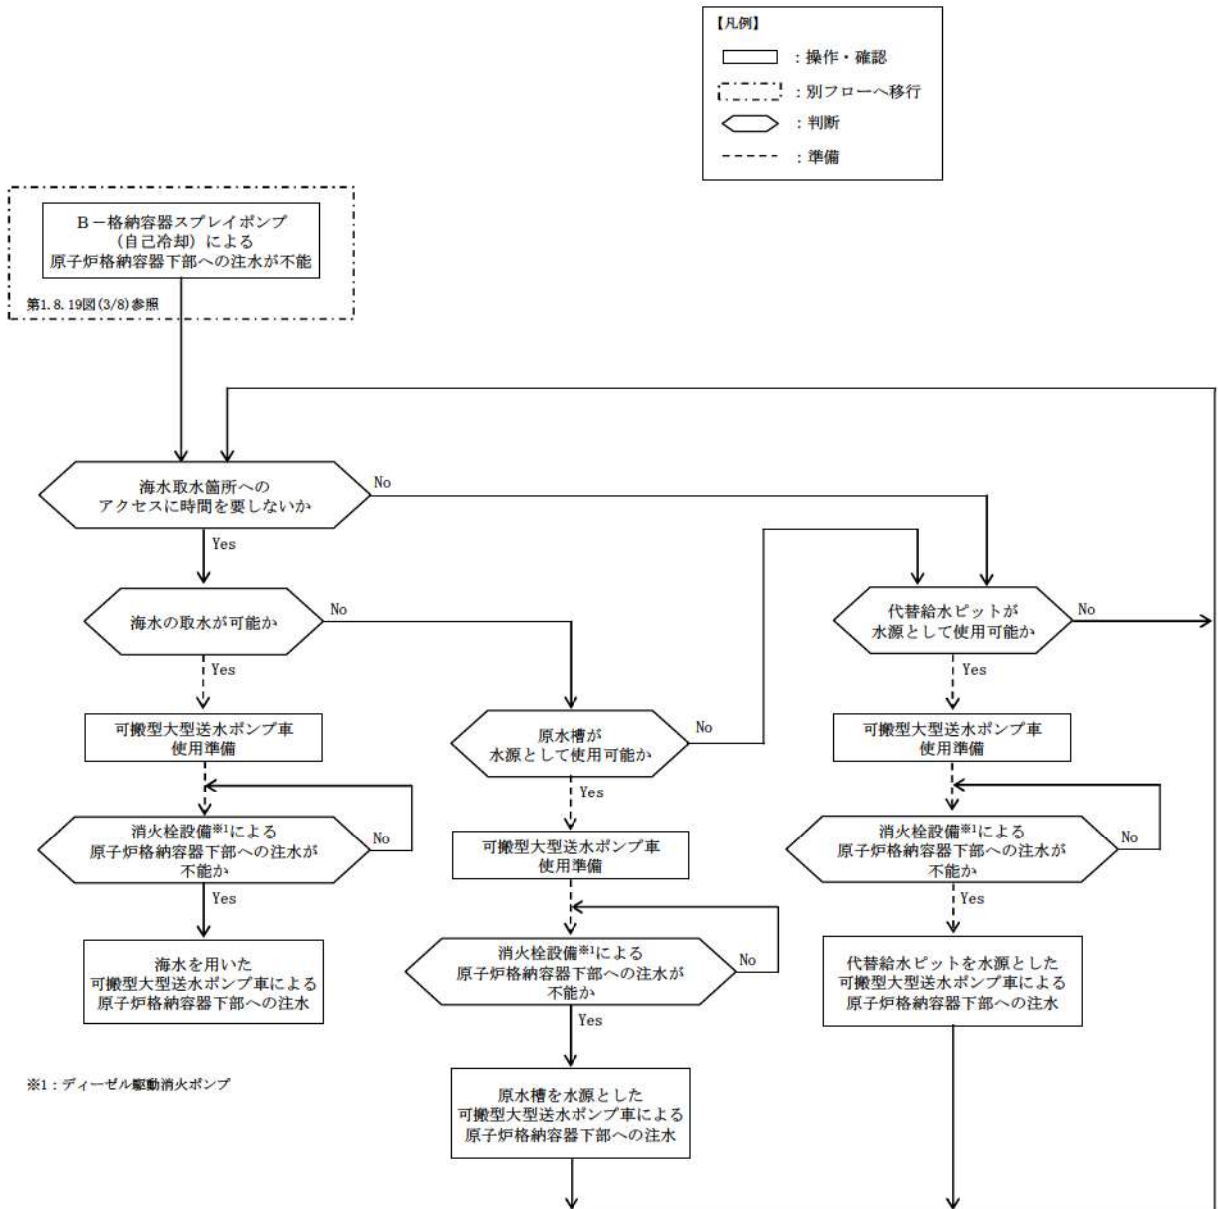 【凡例】
：操作・確認
：別フローへ移行
：判断
：準備
B－格納容器スプレイポンプ
（自己冷却）による
原子炉格納容器下部への注水が不能
第1.8.19図(3/8)参照
海水取水箇所への
アクセスに時間を要しないか
No
Yes
海水の取水が可能か
No
Yes
可搬型大型送水ポンプ車
使用準備
消火栓設備※1による
原子炉格納容器下部への注水が
不能か
No
Yes
海水を用いた
可搬型大型送水ポンプ車による
原子炉格納容器下部への注水
原水槽が
水源として使用可能か
No
Yes
可搬型大型送水ポンプ車
使用準備
消火栓設備※1による
原子炉格納容器下部への注水が
不能か
No
Yes
原水槽を水源とした
可搬型大型送水ポンプ車による
原子炉格納容器下部への注水
代替給水ピットが
水源として使用可能か
No
Yes
可搬型大型送水ポンプ車
使用準備
消火栓設備※1による
原子炉格納容器下部への注水が
不能か
No
Yes
代替給水ピットを水源とした
可搬型大型送水ポンプ車による
原子炉格納容器下部への注水
※1：ディーゼル駆動消火ポンプ